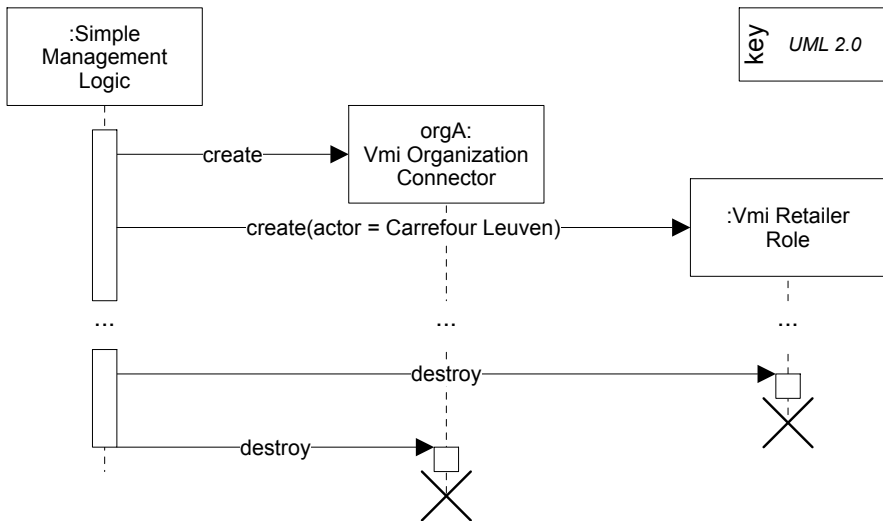 :Simple
Management
Logic
key
UML 2.0
orgA:
Vmi Organization
Connector
create
:Vmi Retailer
Role
create(actor = Carrefour Leuven)
...
...
...
destroy
destroy